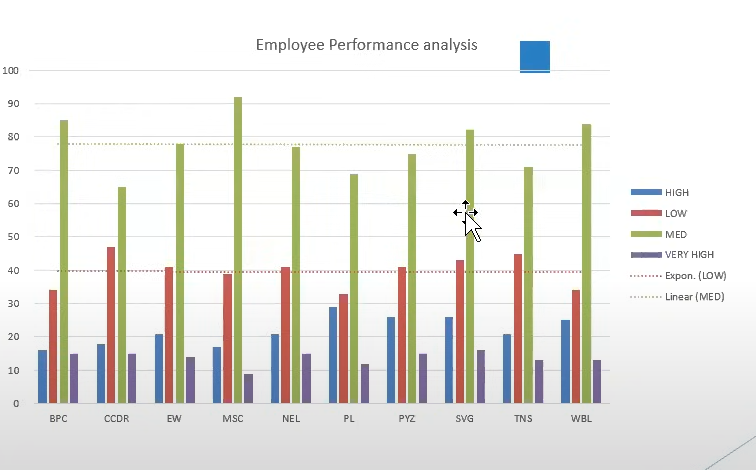 Employee Performance analysis
100
90
80
70
60
50
40
30
20
10
0
BPC CCDR EW MSC NEL PL PYZ SVG TNS WBL
HIGH
LOW
MED
VERY HIGH
Expon. (LOW)
Linear (MED)